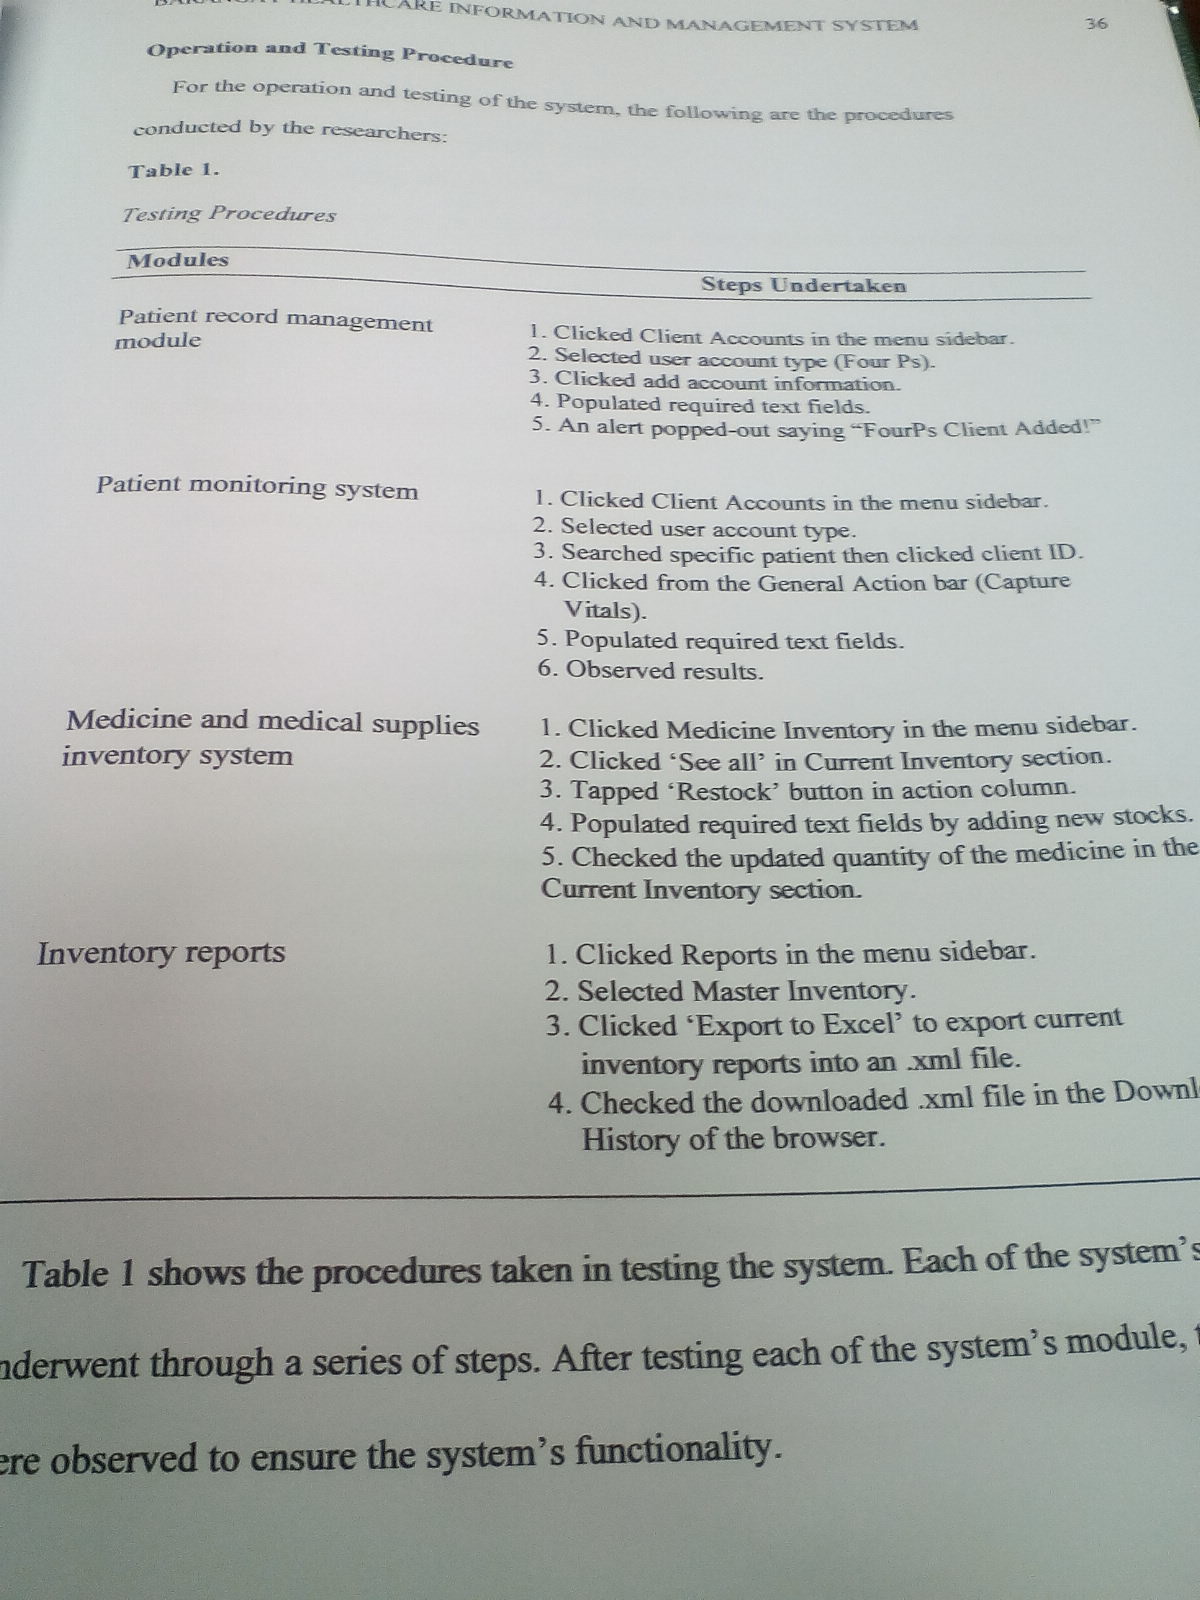 HEALTHCARE INFORMATION AND MANAGEMENT SYSTEM 36
Operation and Testing Procedure
For the operation and testing of the system, the following are the procedures
conducted by the researchers:
Table 1.
Testing Procedures
Modules
Steps Undertaken
Patient record management
module
1. Clicked Client Accounts in the menu sidebar.
2. Selected user account type (Four Ps).
3. Clicked add account information.
4. Populated required text fields.
5. An alert popped-out saying “FourPs Client Added!”
Patient monitoring system
1. Clicked Client Accounts in the menu sidebar.
2. Selected user account type.
3. Searched specific patient then clicked client ID.
4. Clicked from the General Action bar (Capture
Vitals).
5. Populated required text fields.
6. Observed results.
Medicine and medical supplies
inventory system
1. Clicked Medicine Inventory in the menu sidebar.
2. Clicked ‘See all’ in Current Inventory section.
3. Tapped ‘Restock’ button in action column.
4. Populated required text fields by adding new stocks.
5. Checked the updated quantity of the medicine in the
Current Inventory section.
Inventory reports
1. Clicked Reports in the menu sidebar.
2. Selected Master Inventory.
3. Clicked ‘Export to Excel’ to export current
inventory reports into an .xml file.
4. Checked the downloaded .xml file in the Downl
History of the browser.
Table 1 shows the procedures taken in testing the system. Each of the system’s
nderwent through a series of steps. After testing each of the system’s module,
ere observed to ensure the system’s functionality.